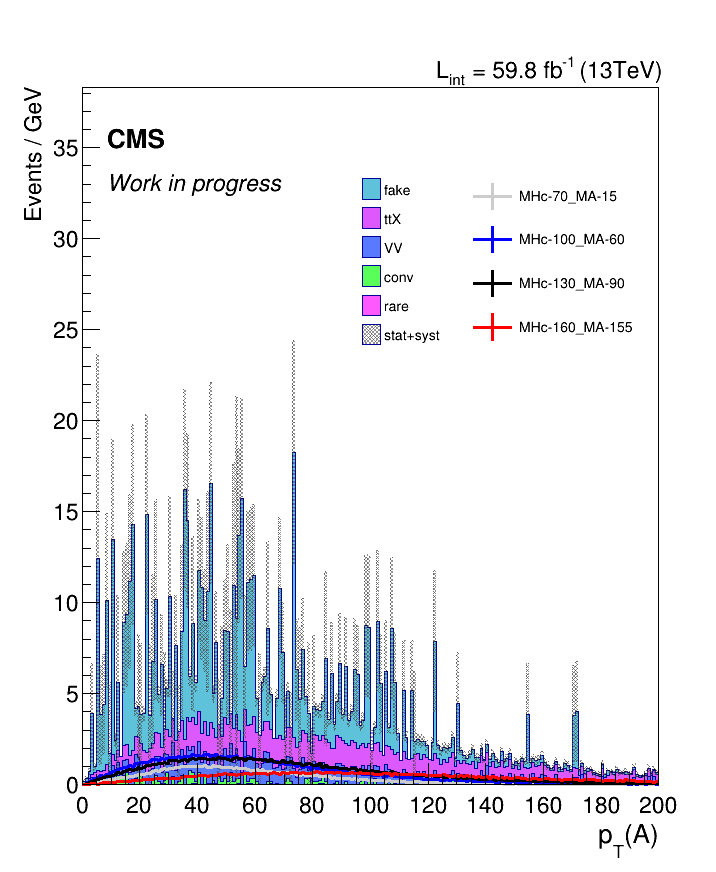 L_int = 59.8 fb^-1 (13TeV)
Events / GeV
CMS
Work in progress
fake
ttX
VV
conv
rare
stat+syst
MHc-70_MA-15
MHc-100_MA-60
MHc-130_MA-90
MHc-160_MA-155
35
30
25
20
15
10
5
0
0 20 40 60 80 100 120 140 160 180 200
p_T(A)